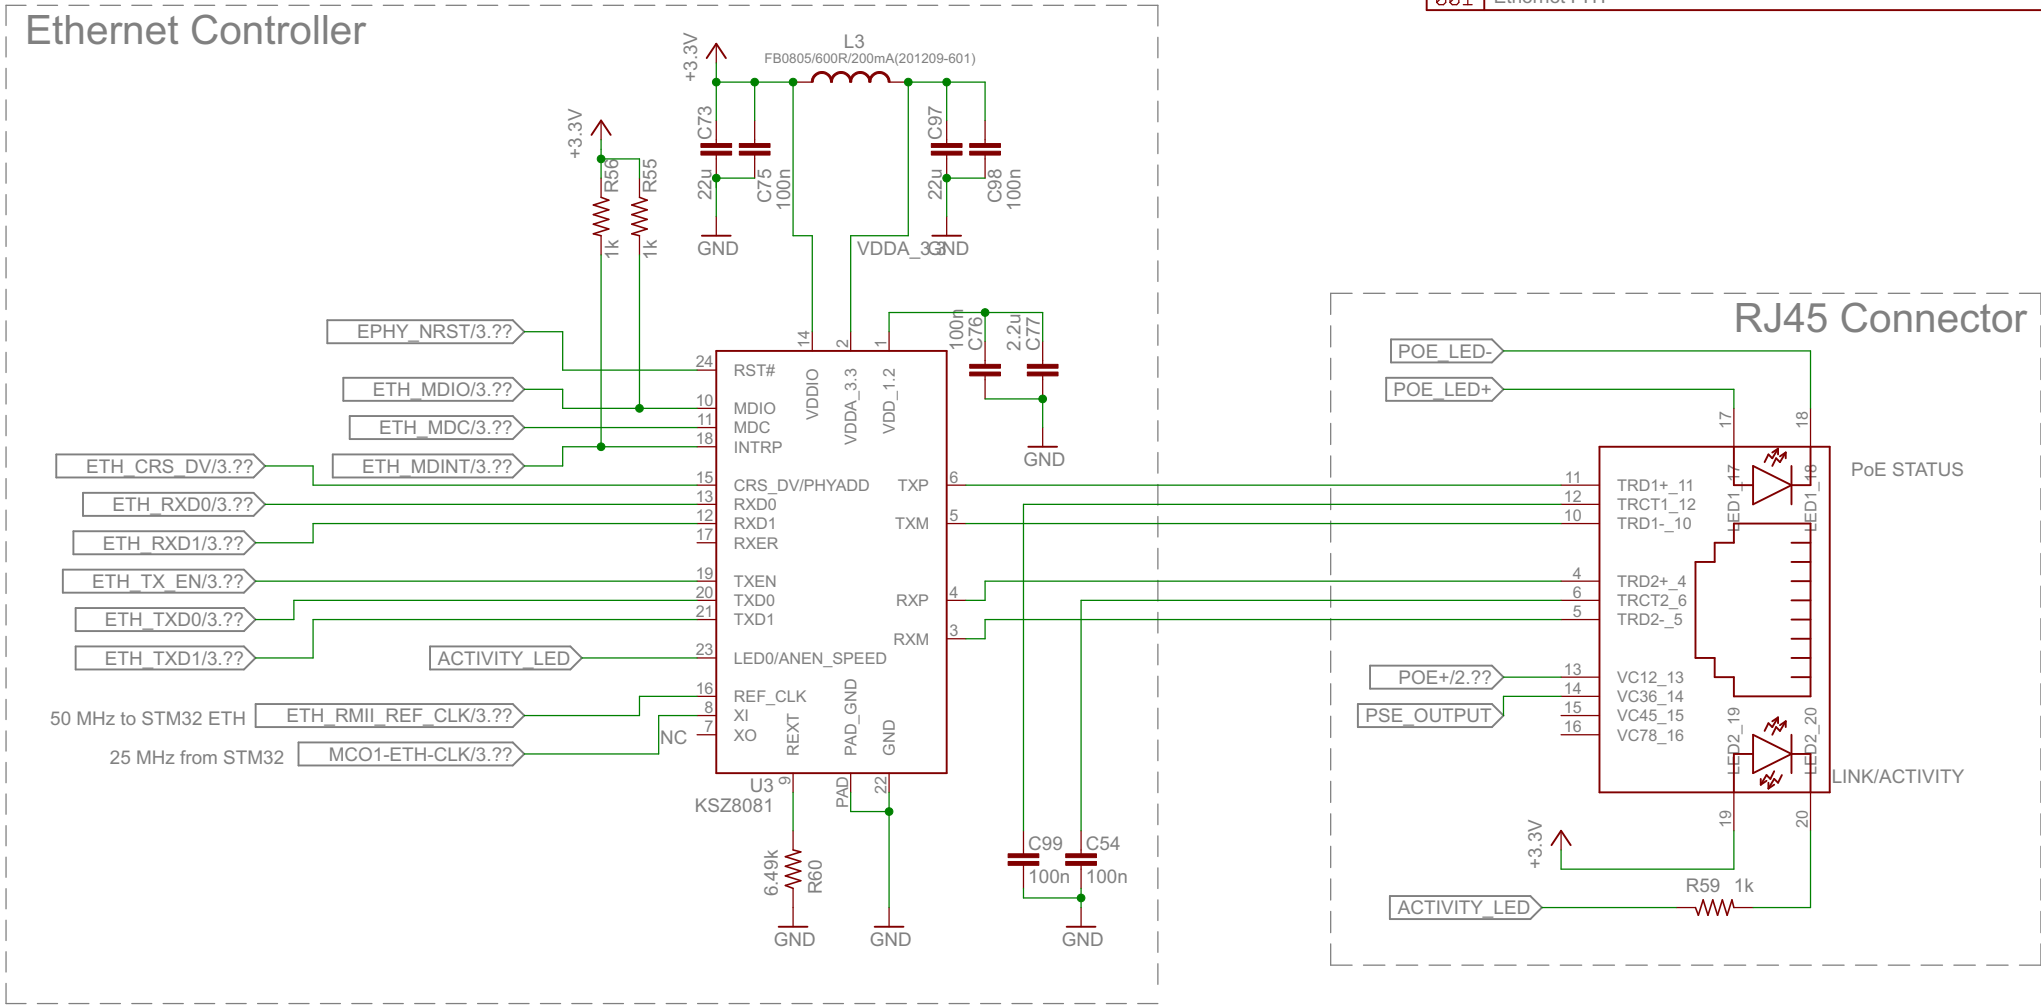 Ethernet Controller
+3.3V
L3
FB0805/600R/200mA(201209-601)
C73
22u
C75
100n
C97
22u
C98
100n
GND
VDDA_3.3
GND
+3.3V
R56
1k
R55
1k
100n
C76
2.2u
C77
GND
EPHY_NRST/3.??
ETH_MDIO/3.??
ETH_MDC/3.??
ETH_MDINT/3.??
ETH_CRS_DV/3.??
ETH_RXD0/3.??
ETH_RXD1/3.??
ETH_TX_EN/3.??
ETH_TXD0/3.??
ETH_TXD1/3.??
ACTIVITY_LED
50 MHz to STM32 ETH
ETH_RMII_REF_CLK/3.??
25 MHz from STM32
MCO1-ETH-CLK/3.??
NC
14
2
1
VDDIO
VDDA_3.3
VDD_1.2
24 RST#
10 MDIO
11 MDC
18 INTRP
15 CRS_DV/PHYADD
13 RXD0
12 RXD1
17 RXER
19 TXEN
20 TXD0
21 TXD1
23 LED0/ANEN_SPEED
16 REF_CLK
8 XI
7 XO
TXP 6
TXM 5
RXP 4
RXM 3
REXT
PAD_GND
GND
9
PAD
22
U3
KSZ8081
6.49k
R60
GND
GND
C99
100n
C54
100n
GND
RJ45 Connector
POE_LED-
POE_LED+
17
18
LED1_17
LED1_18
PoE STATUS
11 TRD1+_11
12 TRCT1_12
10 TRD1-_10
4 TRD2+_4
6 TRCT2_6
5 TRD2-_5
POE+/2.??
PSE_OUTPUT
13 VC12_13
14 VC36_14
15 VC45_15
16 VC78_16
LED2_19
LED2_20
LINK/ACTIVITY
19
20
+3.3V
R59 1k
ACTIVITY_LED